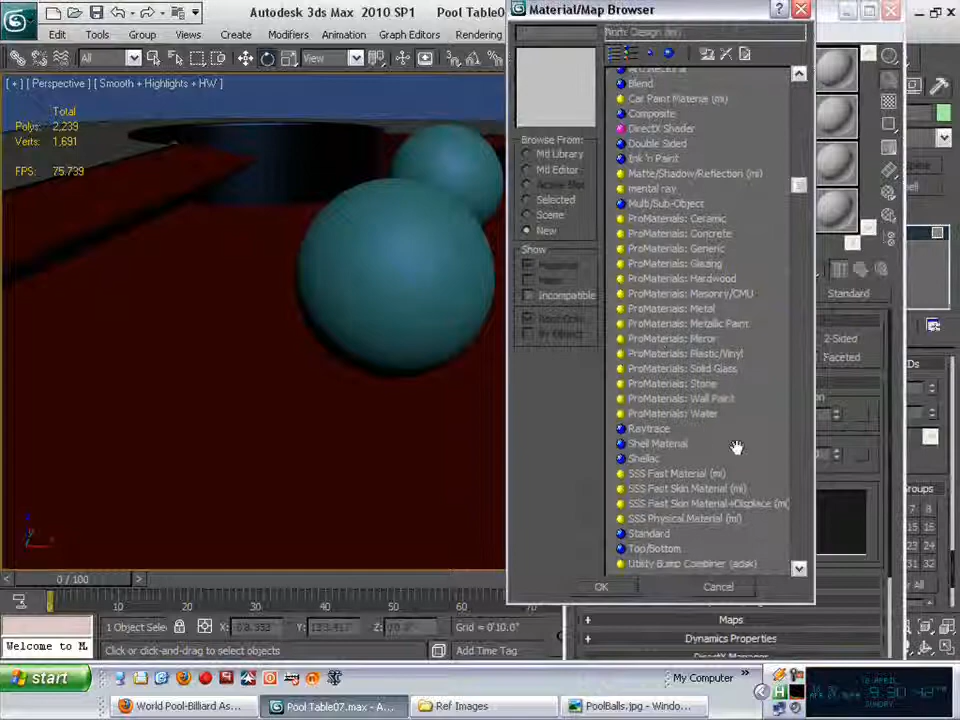 Autodesk 3ds Max 2010 SP1
Pool Table0
Edit Tools Group Views Create Modifiers Animation Graph Editors Rendering
All
View
[ + ] [ Perspective ] [ Smooth + Highlights + HW ]
Total
Polys: 2,239
Verts: 1,691
FPS: 75.739
Material/Map Browser
Browse From:
Mtl Library
Mtl Editor
Active Slot
Selected
Scene
New
Show
Incompatible
Blend
Car Paint Material (mi)
Composite
DirectX Shader
Double Sided
Ink 'n Paint
Matte/Shadow/Reflection (mi)
mental ray
Multi/Sub-Object
ProMaterials: Ceramic
ProMaterials: Concrete
ProMaterials: Generic
ProMaterials: Glazing
ProMaterials: Hardwood
ProMaterials: Masonry/CMU
ProMaterials: Metal
ProMaterials: Metallic Paint
ProMaterials: Mirror
ProMaterials: Plastic/Vinyl
ProMaterials: Solid Glass
ProMaterials: Stone
ProMaterials: Wall Paint
ProMaterials: Water
Raytrace
Shell Material
Shellac
SSS Fast Material (mi)
SSS Fast Skin Material (mi)
SSS Fast Skin Material+Displace (mi
SSS Physical Material (mi)
Standard
Top/Bottom
Utility Bump Combiner (adsk)
OK
Cancel
Standard
2-Sided
Faceted
Maps
Dynamics Properties
0 / 100
10 20 30 40 50 60
1 Object Sele
X:
Y:
Z:
Grid = 0'10.0"
Welcome to M
Click or click-and-drag to select objects
Add Time Tag
start
My Computer
World Pool-Billiard As...
Pool Table07.max - A...
Ref Images
PoolBalls.jpg - Windo...
9:30 AM
SUNDAY